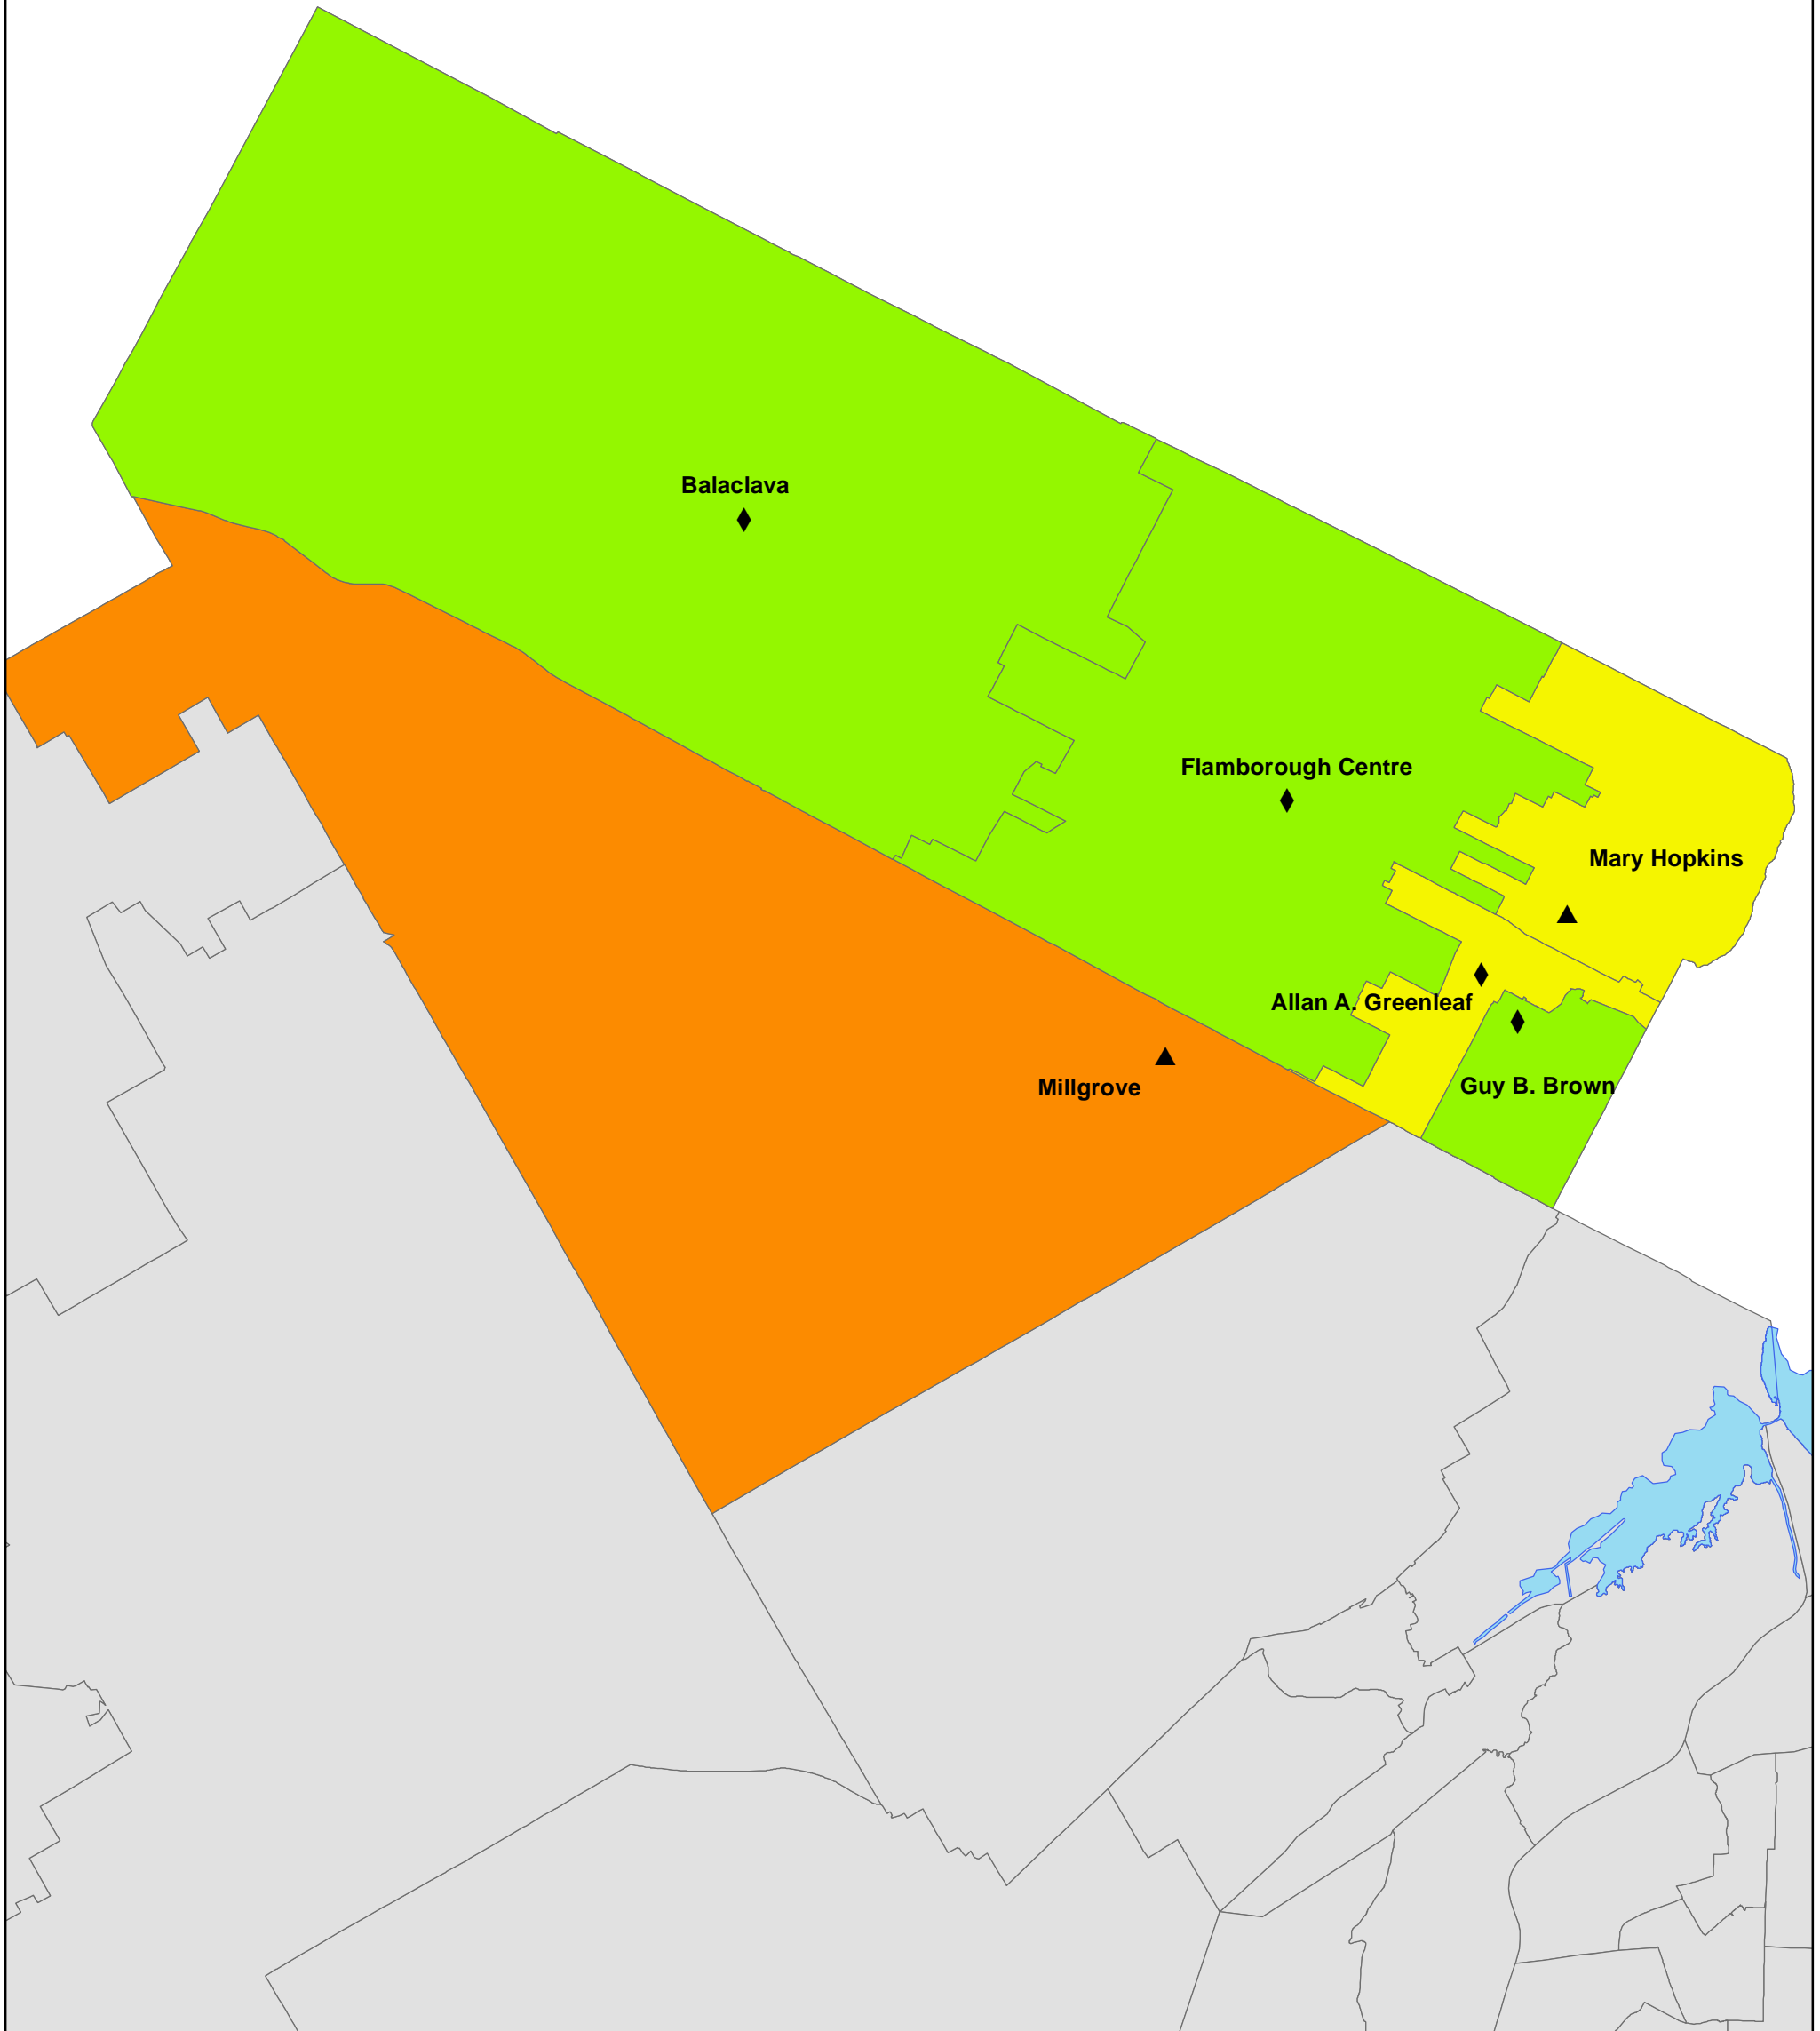 Balaclava
Flamborough Centre
Mary Hopkins
Allan A. Greenleaf
Millgrove
Guy B. Brown